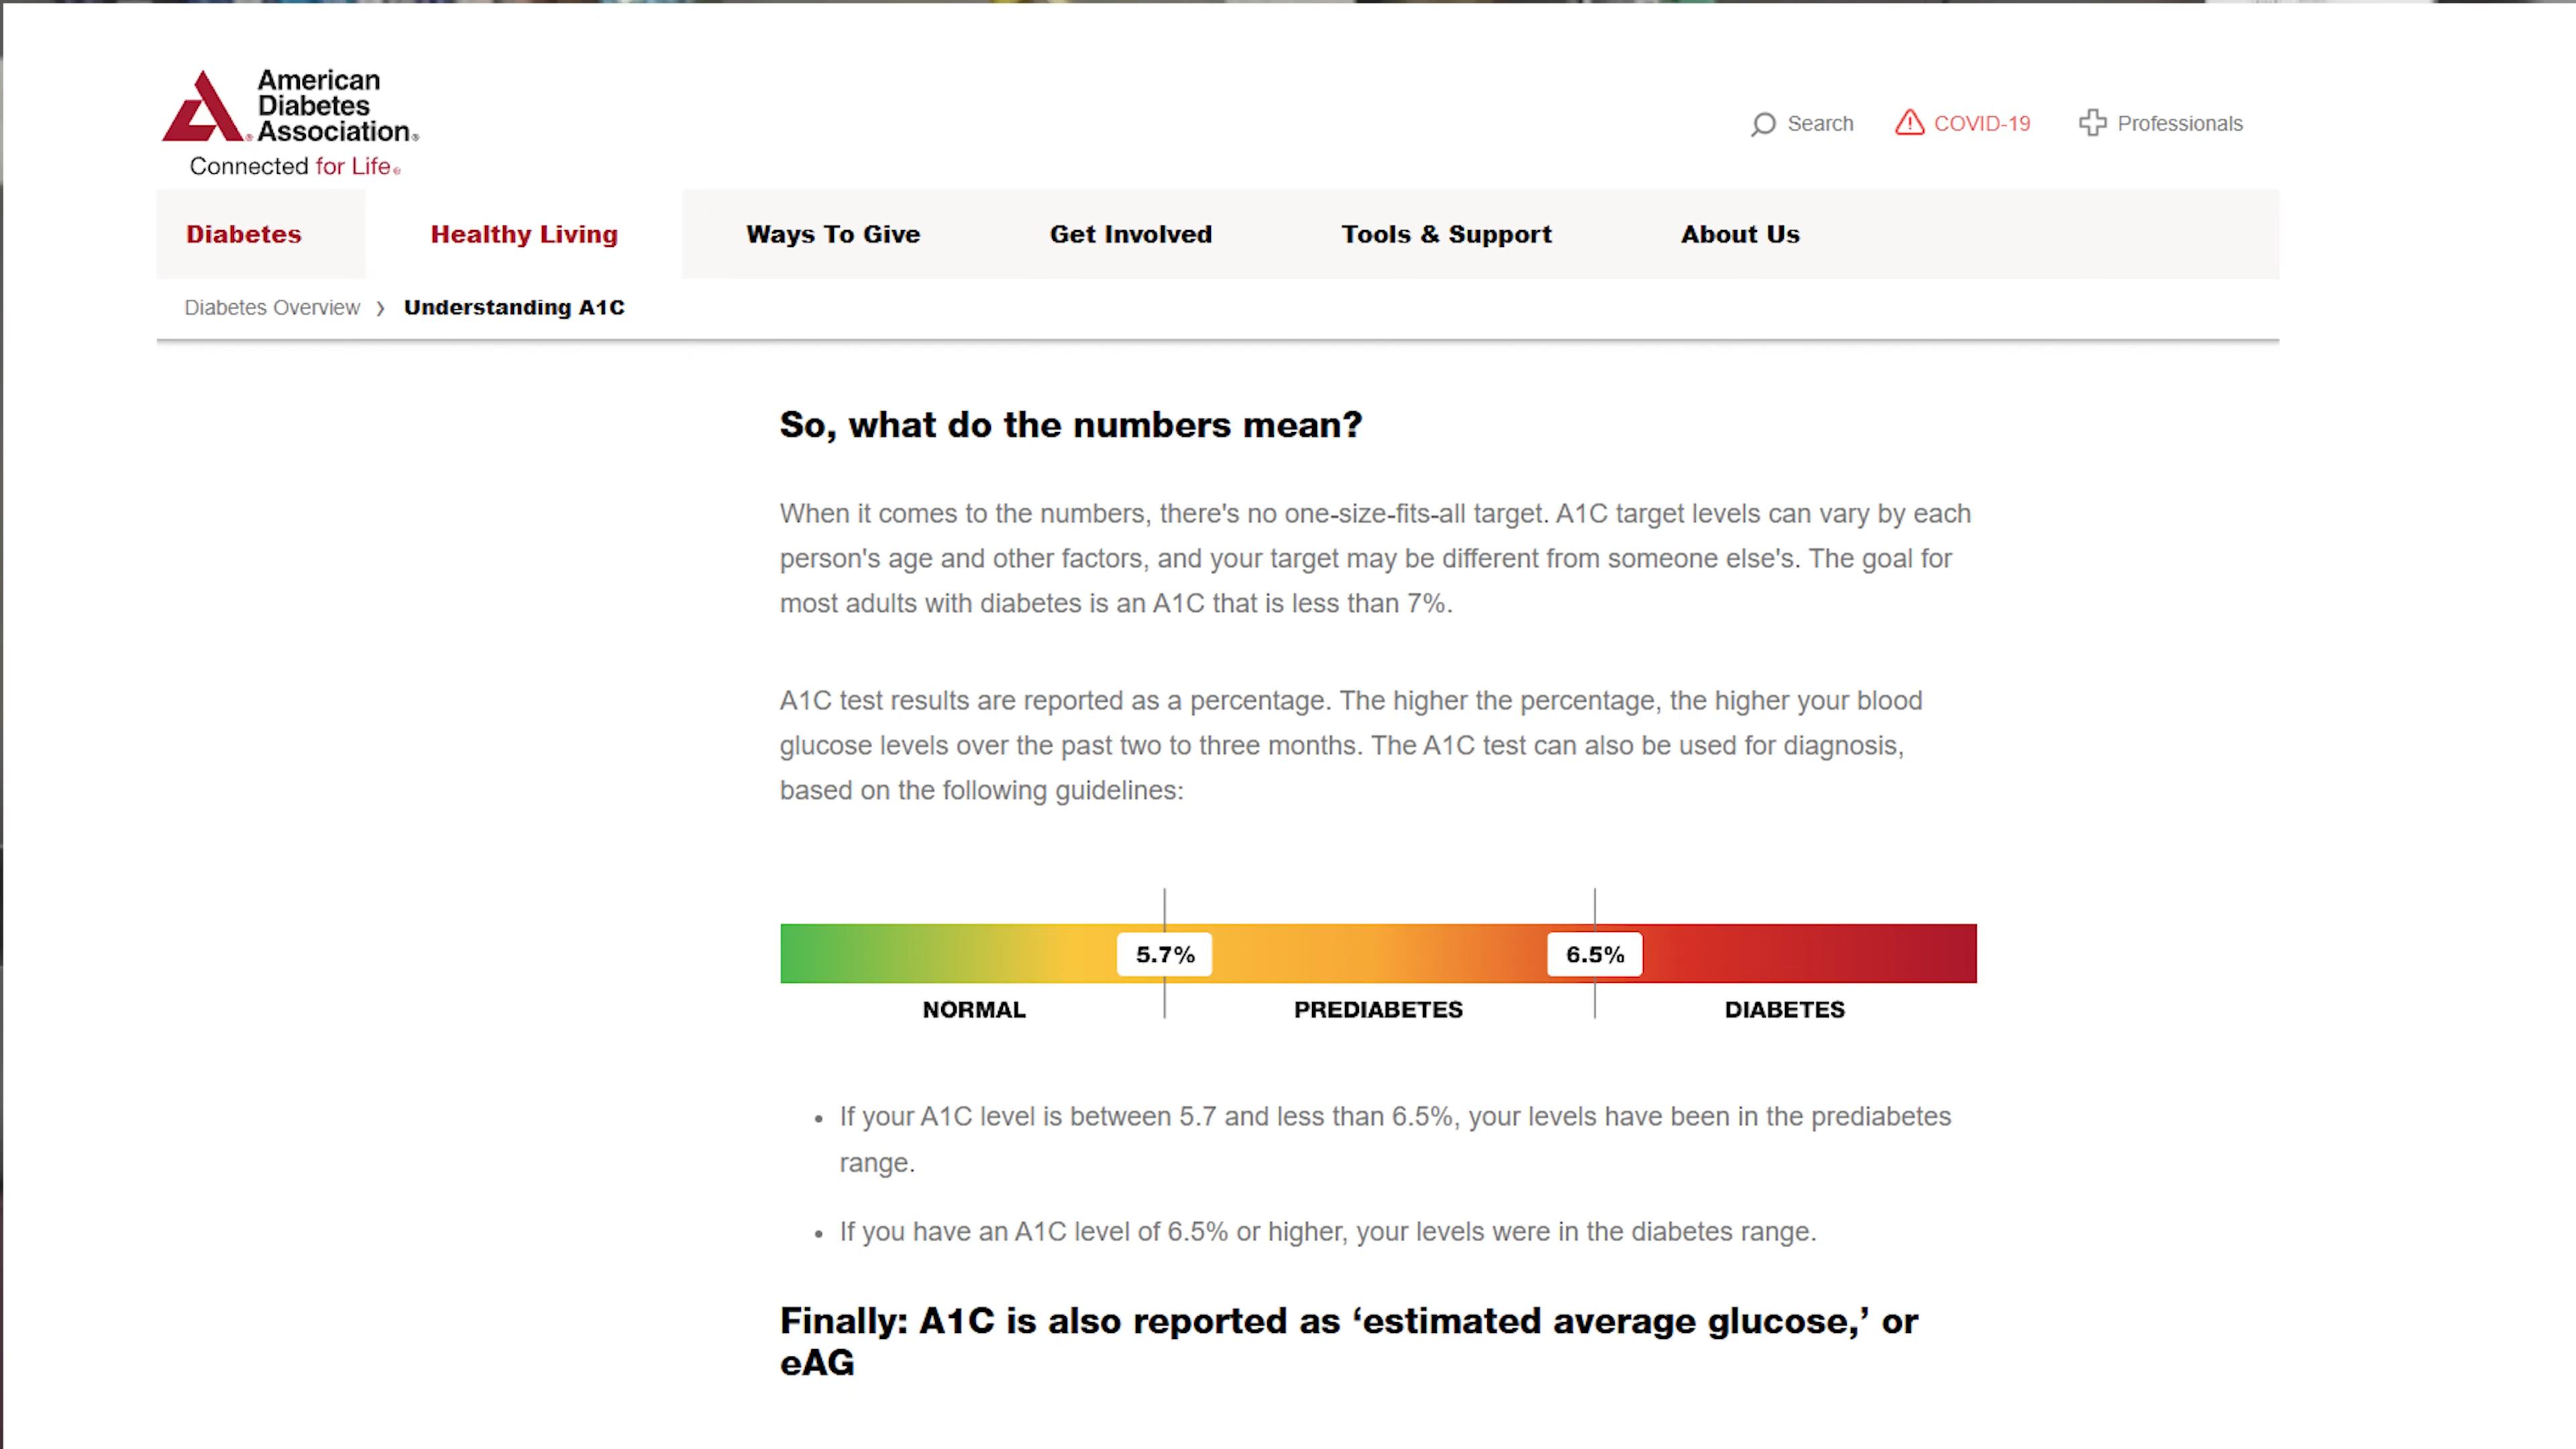 American
Diabetes
Association®
Connected for Life®
Search
COVID-19
Professionals
Diabetes
Healthy Living
Ways To Give
Get Involved
Tools & Support
About Us
Diabetes Overview › Understanding A1C
So, what do the numbers mean?
When it comes to the numbers, there's no one-size-fits-all target. A1C target levels can vary by each
person's age and other factors, and your target may be different from someone else's. The goal for
most adults with diabetes is an A1C that is less than 7%.
A1C test results are reported as a percentage. The higher the percentage, the higher your blood
glucose levels over the past two to three months. The A1C test can also be used for diagnosis,
based on the following guidelines:
5.7%
6.5%
NORMAL
PREDIABETES
DIABETES
• If your A1C level is between 5.7 and less than 6.5%, your levels have been in the prediabetes
range.
• If you have an A1C level of 6.5% or higher, your levels were in the diabetes range.
Finally: A1C is also reported as ‘estimated average glucose,’ or
eAG